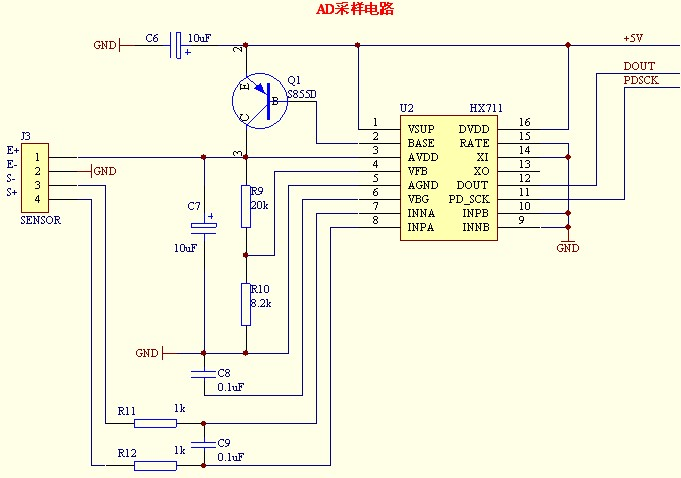 AD采样电路
GND
C6
10uF
+5V
DOUT
PDSCK
2
E
Q1
S855D
B
C
3
U2
HX711
1
VSUP
DVDD
16
2
BASE
RATE
15
3
AVDD
XI
14
4
VFB
XO
13
5
AGND
DOUT
12
6
VBG
PD_SCK
11
7
INNA
INPB
10
8
INPA
INNB
9
GND
J3
E+
1
E-
2
GND
S-
3
S+
4
SENSOR
R9
20k
C7
+
10uF
R10
8.2k
GND
C8
0.1uF
R11
1k
C9
0.1uF
R12
1k
+